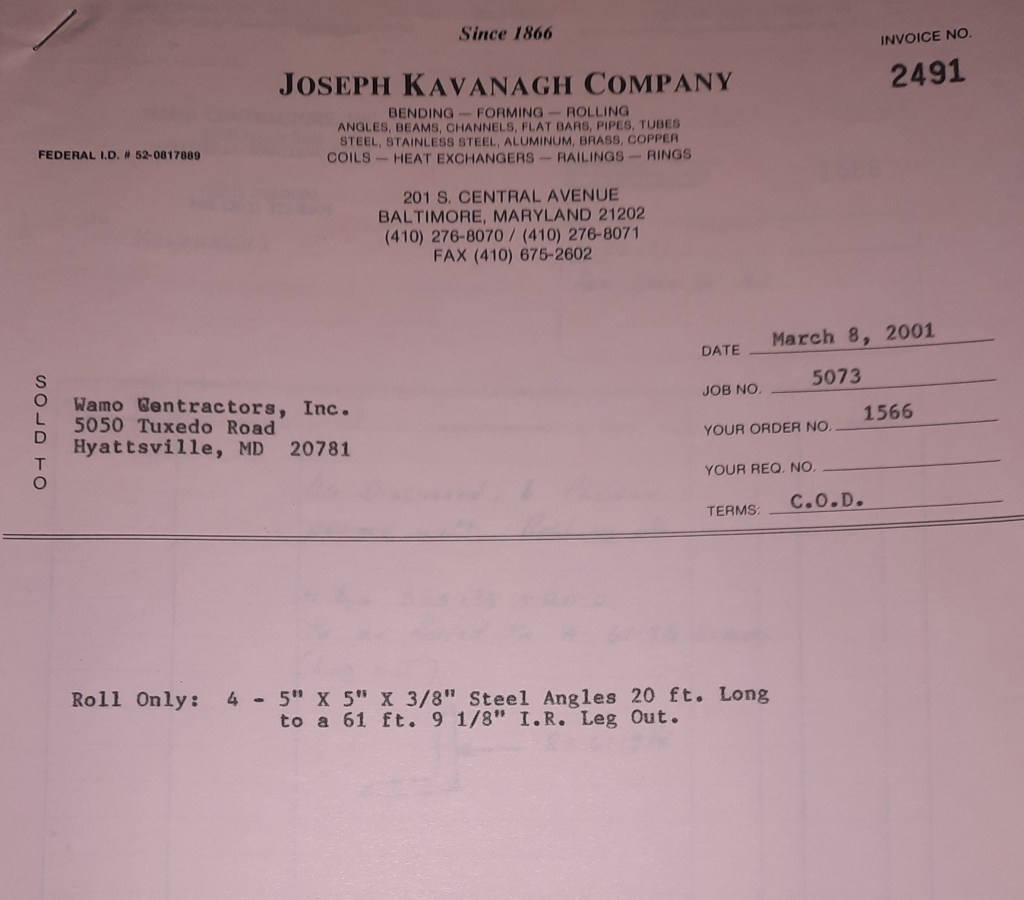 Since 1866
INVOICE NO.
2491
JOSEPH KAVANAGH COMPANY
BENDING — FORMING — ROLLING
ANGLES, BEAMS, CHANNELS, FLAT BARS, PIPES, TUBES
STEEL, STAINLESS STEEL, ALUMINUM, BRASS, COPPER
COILS — HEAT EXCHANGERS — RAILINGS — RINGS
FEDERAL I.D. # 52-0817889
201 S. CENTRAL AVENUE
BALTIMORE, MARYLAND 21202
(410) 276-8070 / (410) 276-8071
FAX (410) 675-2602
DATE March 8, 2001
JOB NO. 5073
YOUR ORDER NO. 1566
YOUR REQ. NO.
TERMS: C.O.D.
SOLD TO
Wamo Contractors, Inc.
5050 Tuxedo Road
Hyattsville, MD 20781
Roll Only: 4 - 5" X 5" X 3/8" Steel Angles 20 ft. Long
to a 61 ft. 9 1/8" I.R. Leg Out.